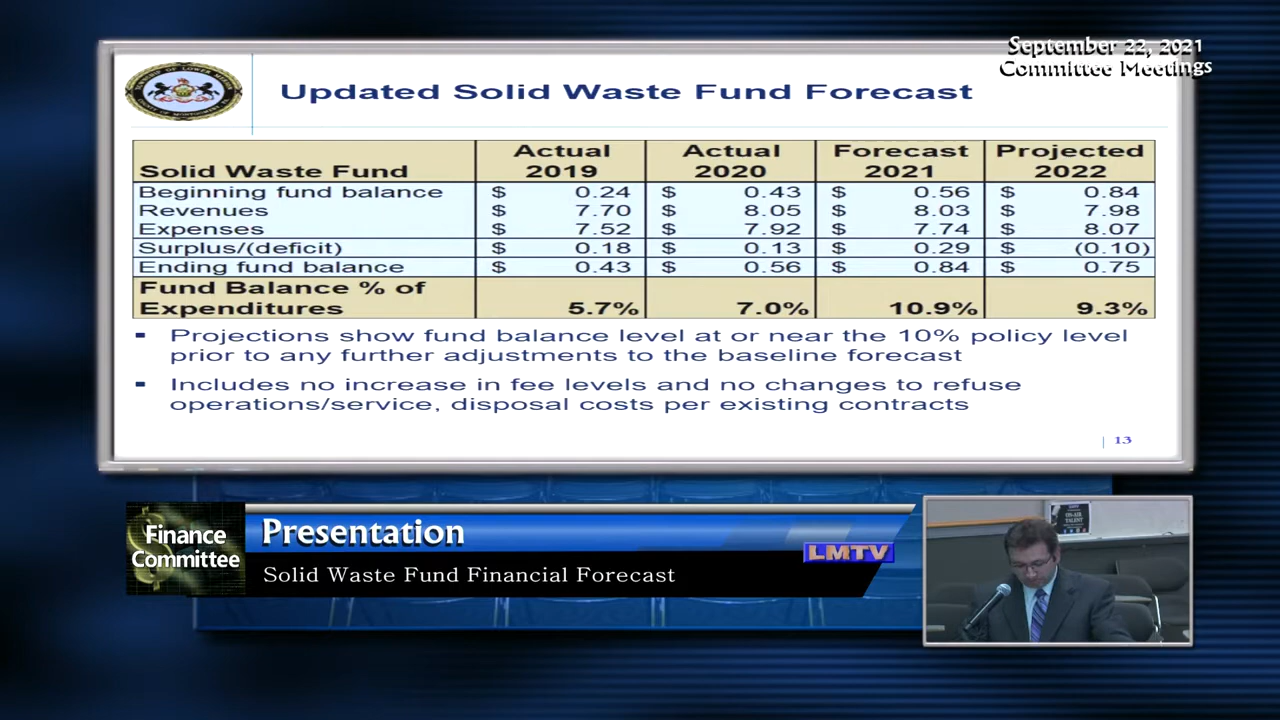 September 22, 2021
Committee Meetings
Updated Solid Waste Fund Forecast
Solid Waste Fund Actual 2019 Actual 2020 Forecast 2021 Projected 2022
Beginning fund balance $ 0.24 $ 0.43 $ 0.56 $ 0.84
Revenues $ 7.70 $ 8.05 $ 8.03 $ 7.98
Expenses $ 7.52 $ 7.92 $ 7.74 $ 8.07
Surplus/(deficit) $ 0.18 $ 0.13 $ 0.29 $ (0.10)
Ending fund balance $ 0.43 $ 0.56 $ 0.84 $ 0.75
Fund Balance % of
Expenditures 5.7% 7.0% 10.9% 9.3%
▪ Projections show fund balance level at or near the 10% policy level
prior to any further adjustments to the baseline forecast
▪ Includes no increase in fee levels and no changes to refuse
operations/service, disposal costs per existing contracts
| 13
Finance
Committee
Presentation
LMTV
Solid Waste Fund Financial Forecast
ON-AIR
TALENT